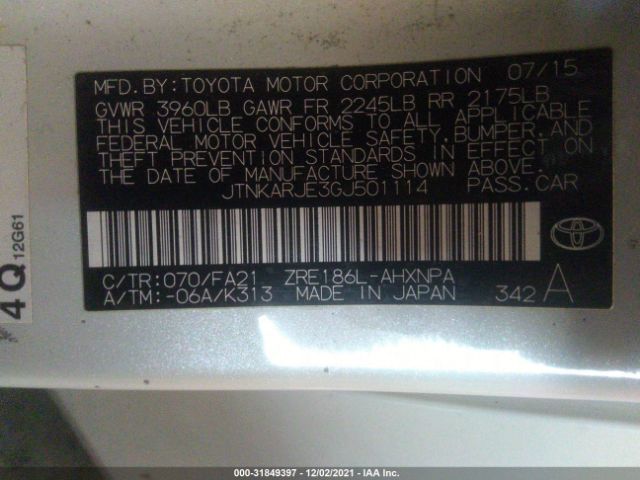 MFD. BY: TOYOTA MOTOR CORPORATION 07/15
GVWR 3960LB GAWR FR 2245LB RR 2175LB
THIS VEHICLE CONFORMS TO ALL APPLICABLE
FEDERAL MOTOR VEHICLE SAFETY, BUMPER, AND
THEFT PREVENTION STANDARDS IN EFFECT ON
THE DATE OF MANUFACTURE SHOWN ABOVE.
JTNKARJE3GJ501114 PASS. CAR
C/TR: 070/FA21 ZRE186L-AHXNPA
A/TM: -06A/K313 MADE IN JAPAN 342 A
4Q 12G61
000-31849397 - 12/02/2021 - IAA Inc.